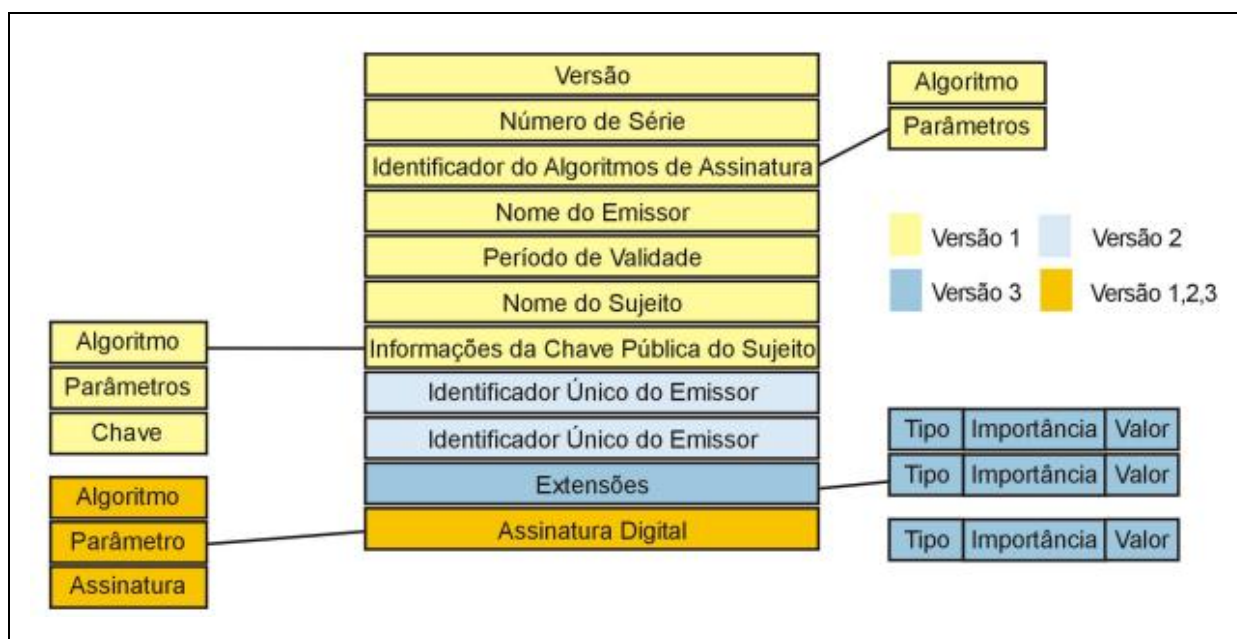 Versão
Número de Série
Identificador do Algoritmos de Assinatura
Nome do Emissor
Período de Validade
Nome do Sujeito
Informações da Chave Pública do Sujeito
Identificador Único do Emissor
Identificador Único do Emissor
Extensões
Assinatura Digital
Algoritmo
Parâmetros
Versão 1
Versão 2
Versão 3
Versão 1,2,3
Algoritmo
Parâmetros
Chave
Algoritmo
Parâmetro
Assinatura
Tipo Importância Valor
Tipo Importância Valor
Tipo Importância Valor